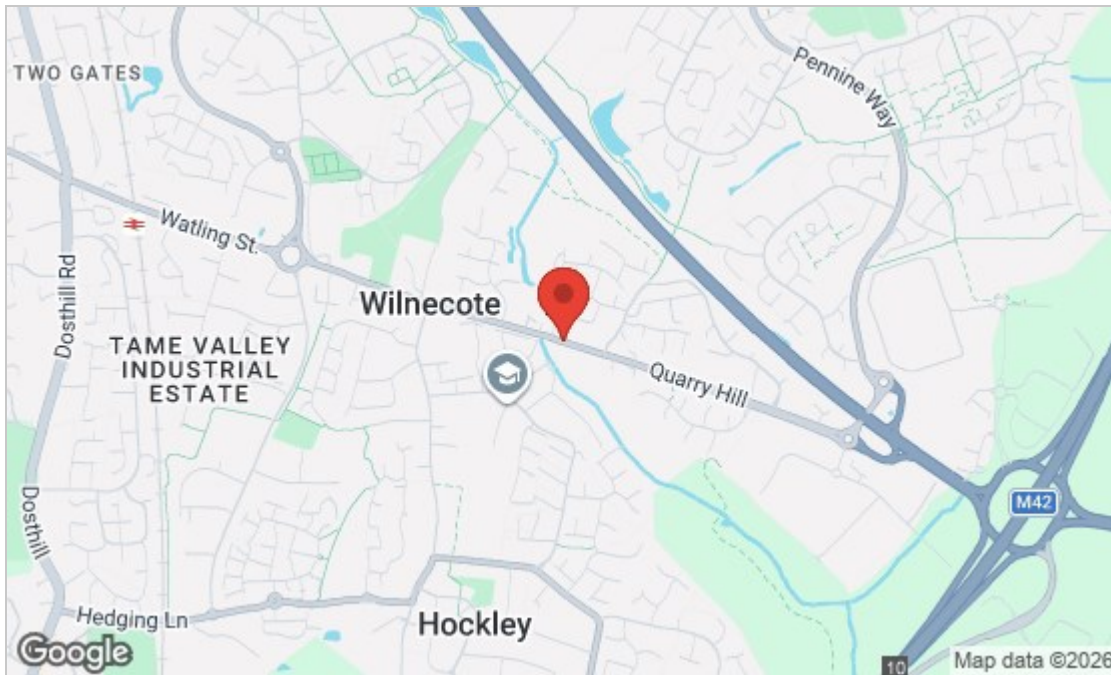 TWO GATES
Pennine Way
Watling St.
Dosthill Rd
Wilnecote
TAME VALLEY
INDUSTRIAL
ESTATE
Quarry Hill
M42
Dosthill
Hedging Ln
Hockley
10
Google
Map data ©2026